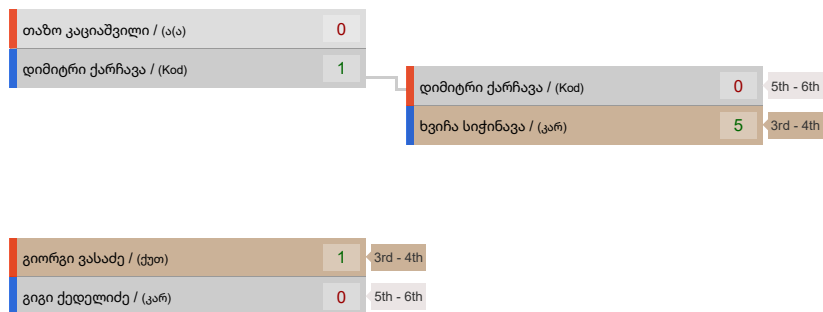 თაზო კაციაშვილი / (ა(ა) 0
დიმიტრი ქარჩავა / (Kod) 1
დიმიტრი ქარჩავა / (Kod) 0 5th - 6th
ხვიჩა სიჭინავა / (კარ) 5 3rd - 4th
გიორგი ვასაძე / (ქუთ) 1 3rd - 4th
გიგი ქედელიძე / (კარ) 0 5th - 6th